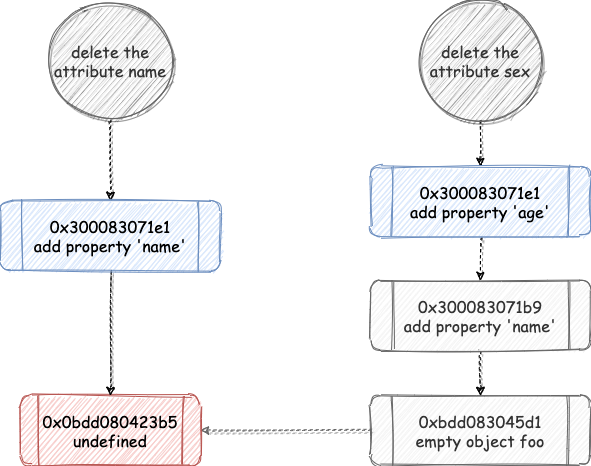 delete the
attribute name
delete the
attribute sex
0x300083071e1
add property 'age'
0x300083071e1
add property 'name'
0x300083071b9
add property 'name'
0x0bdd080423b5
undefined
0xbdd083045d1
empty object foo